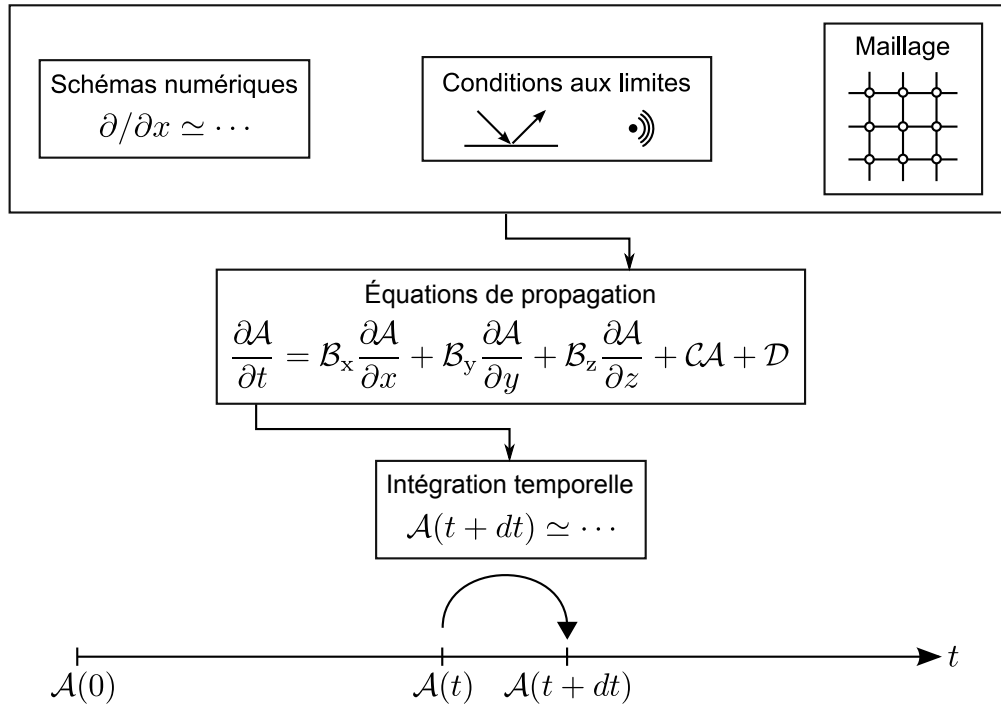 Schémas numériques
∂/∂x ≃ ···
Conditions aux limites
Maillage
Équations de propagation
∂𝒜/∂t = ℬx ∂𝒜/∂x + ℬy ∂𝒜/∂y + ℬz ∂𝒜/∂z + 𝒞𝒜 + 𝒟
Intégration temporelle
𝒜(t + dt) ≃ ···
t
𝒜(0) 𝒜(t) 𝒜(t + dt)